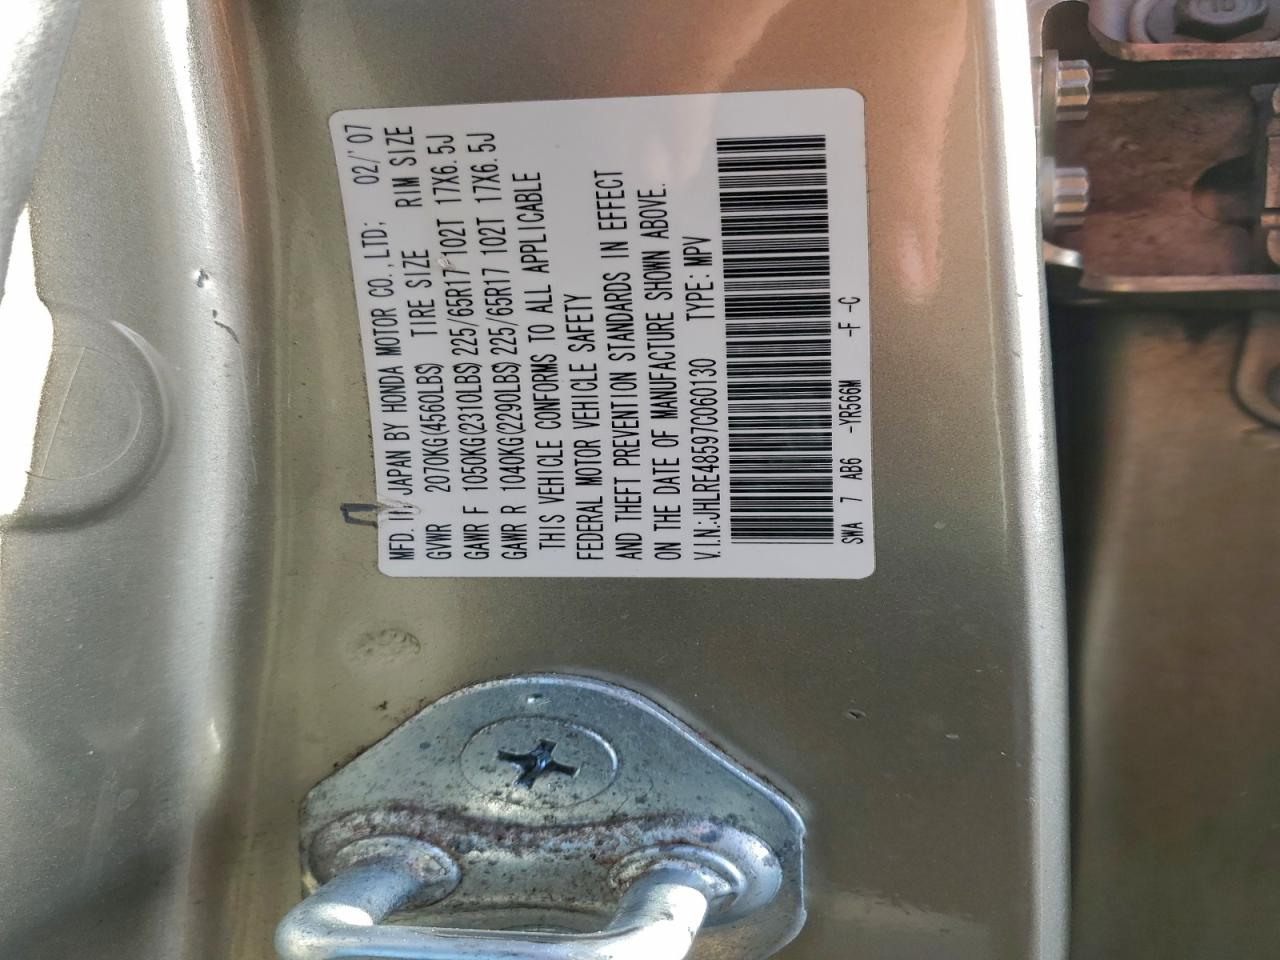 MFD. IN JAPAN BY HONDA MOTOR CO., LTD: 02/'07
GVWR 2070KG(4560LBS) TIRE SIZE RIM SIZE
GAWR F 1050KG(2310LBS) 225/65R17 102T 17X6.5J
GAWR R 1040KG(2290LBS) 225/65R17 102T 17X6.5J
THIS VEHICLE CONFORMS TO ALL APPLICABLE
FEDERAL MOTOR VEHICLE SAFETY
AND THEFT PREVENTION STANDARDS IN EFFECT
ON THE DATE OF MANUFACTURE SHOWN ABOVE.
V.I.N.:JHLRE48597C060130 TYPE: MPV
SWA 7 AB6 -YR566M -F -C
10